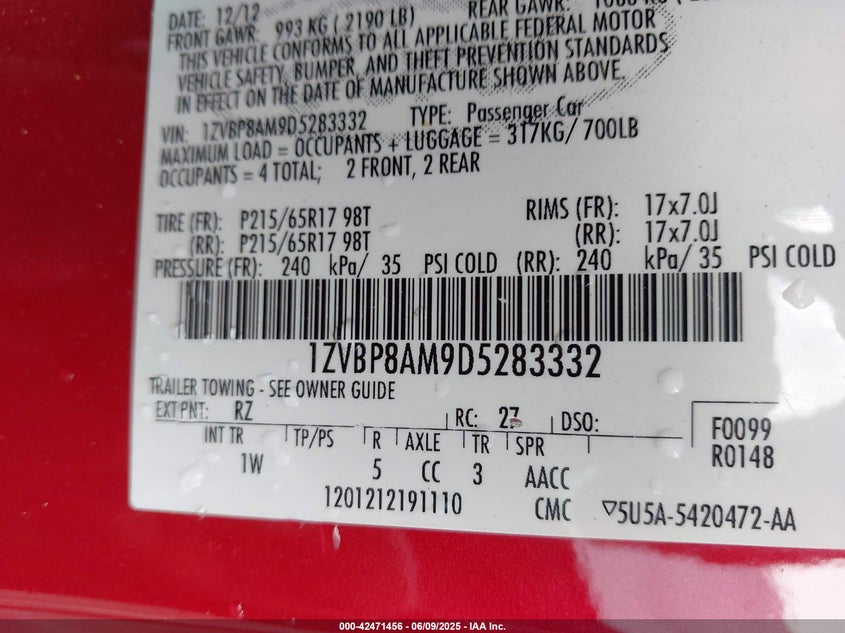 DATE: 12/12
FRONT GAWR: 993 KG ( 2190 LB) REAR GAWR:
THIS VEHICLE CONFORMS TO ALL APPLICABLE FEDERAL MOTOR
VEHICLE SAFETY, BUMPER, AND THEFT PREVENTION STANDARDS
IN EFFECT ON THE DATE OF MANUFACTURE SHOWN ABOVE.
VIN: 1ZVBP8AM9D5283332 TYPE: Passenger Car
MAXIMUM LOAD = OCCUPANTS + LUGGAGE = 317KG/ 700LB
OCCUPANTS = 4 TOTAL; 2 FRONT, 2 REAR
TIRE (FR): P215/65R17 98T RIMS (FR): 17x7.0J
(RR): P215/65R17 98T (RR): 17x7.0J
PRESSURE (FR): 240 kPa/ 35 PSI COLD (RR): 240 kPa/ 35 PSI COLD
1ZVBP8AM9D5283332
TRAILER TOWING - SEE OWNER GUIDE
EXT PNT: RZ RC: 27 DSO:
F0099
R0148
INT TR TP/PS R AXLE TR SPR
1W 5 CC 3 AACC
1201212191110 CMC ▽5U5A-5420472-AA
000-42471456 - 06/09/2025 - IAA Inc.